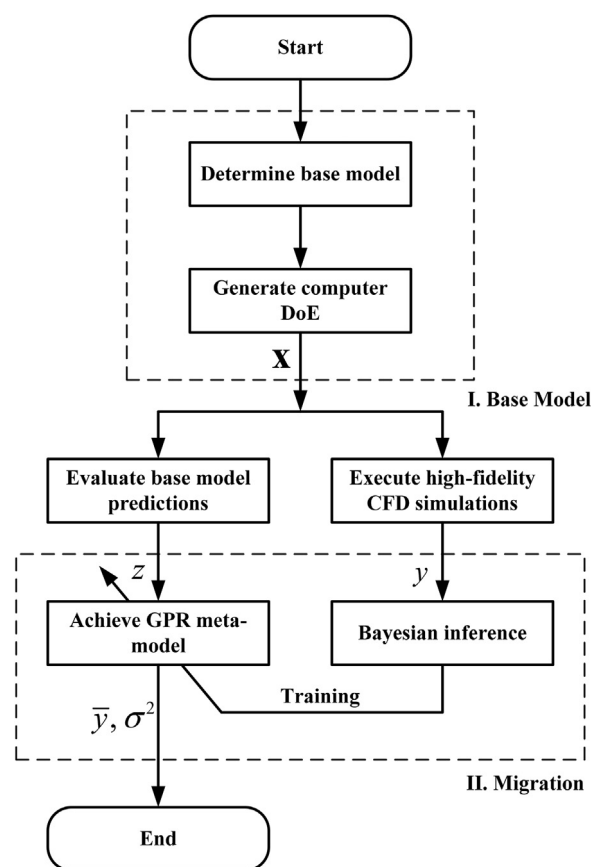 Start
Determine base model
Generate computer
DoE
x
I. Base Model
Evaluate base model
predictions
Execute high-fidelity
CFD simulations
z
y
Achieve GPR meta-
model
Bayesian inference
Training
y̅, σ²
II. Migration
End